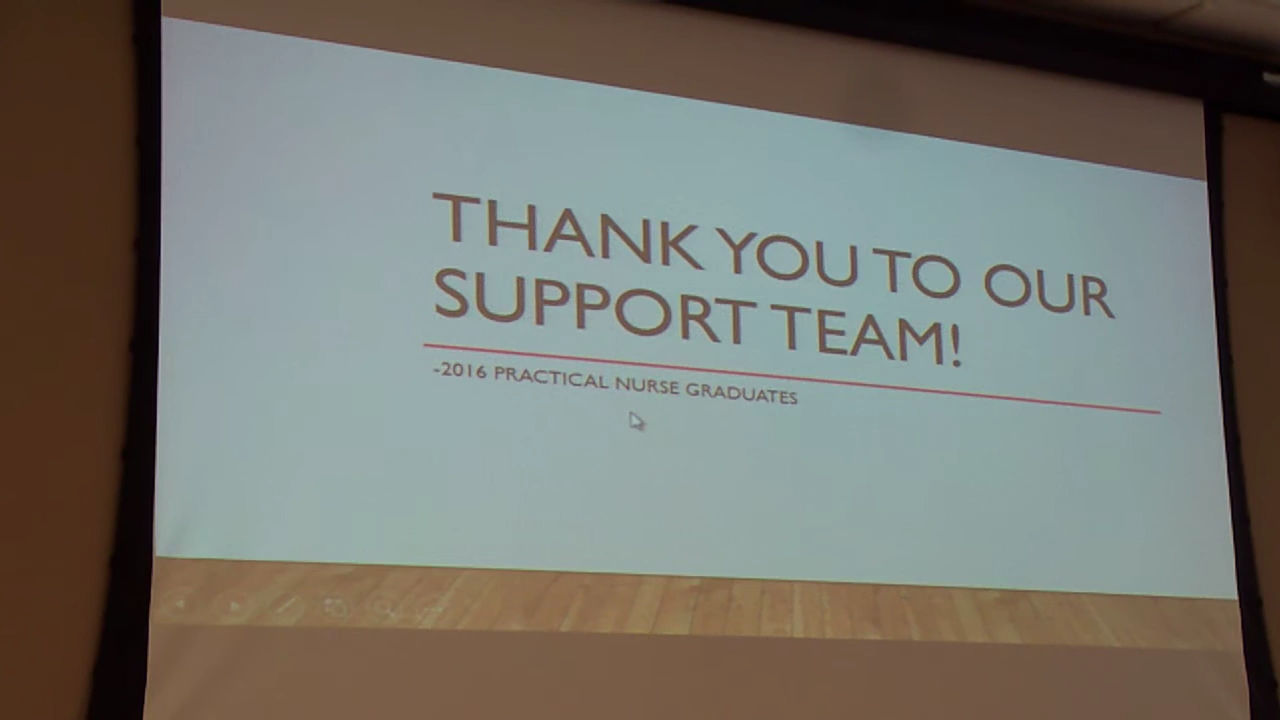 THANK YOU TO OUR
SUPPORT TEAM!
-2016 PRACTICAL NURSE GRADUATES